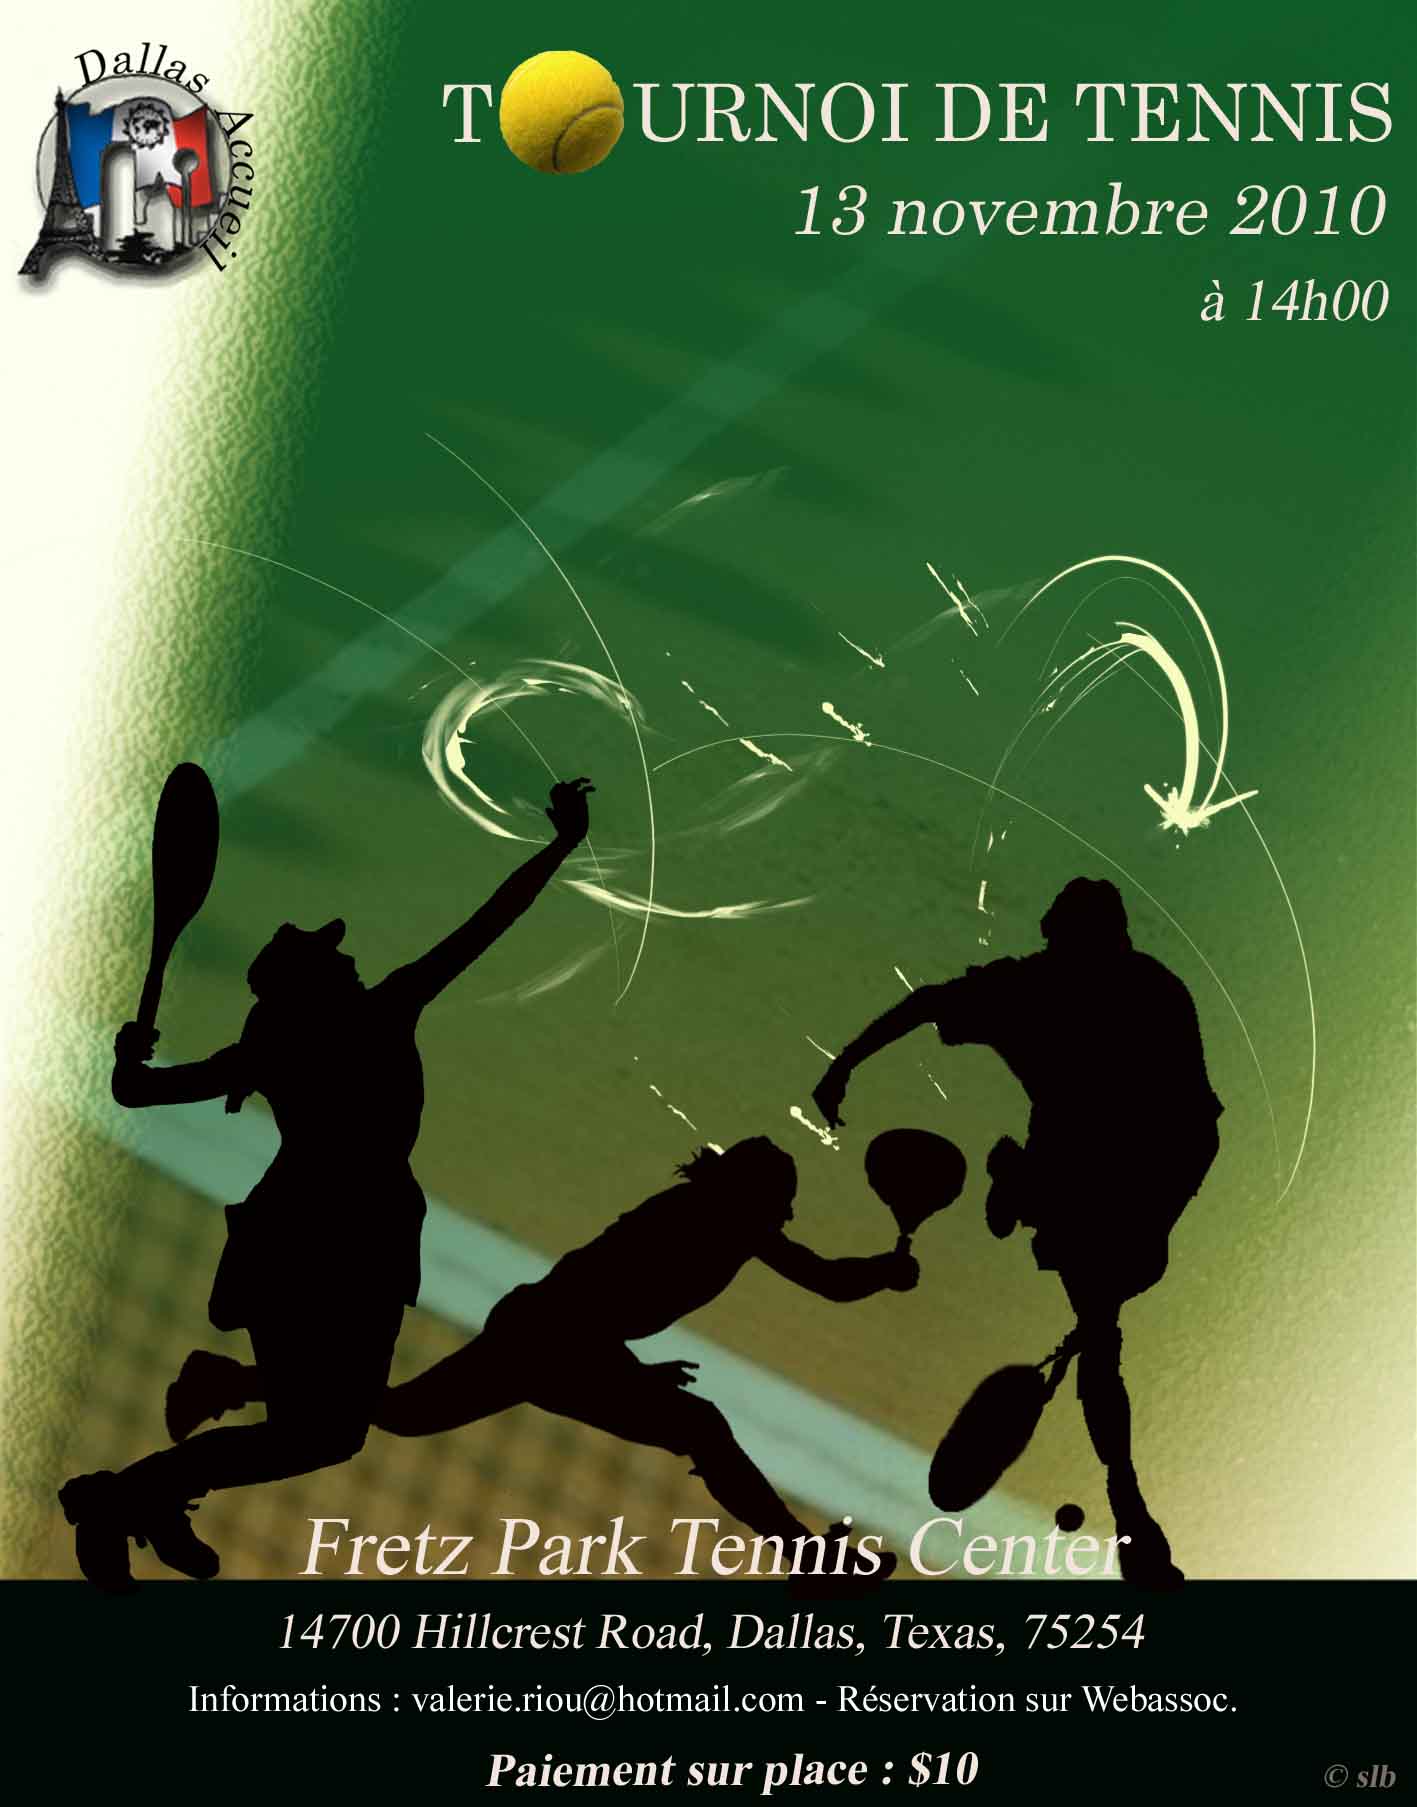 Dallas Accueil
TOURNOI DE TENNIS
13 novembre 2010
à 14h00
Fretz Park Tennis Center
14700 Hillcrest Road, Dallas, Texas, 75254
Informations : valerie.riou@hotmail.com - Réservation sur Webassoc.
Paiement sur place : $10
© slb